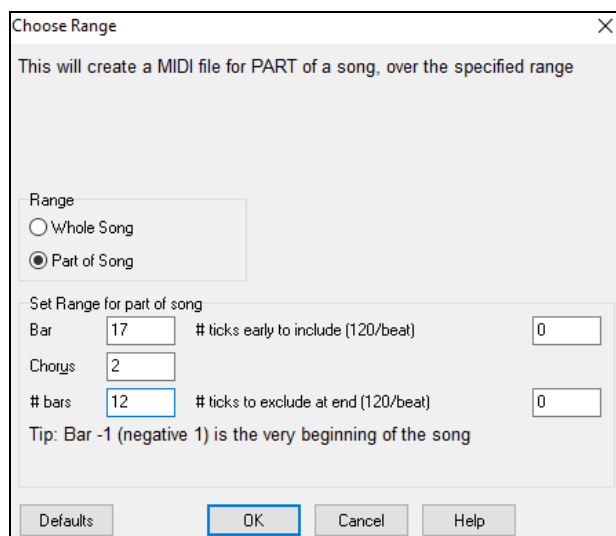 Choose Range
This will create a MIDI file for PART of a song, over the specified range
Range
Whole Song
Part of Song
Set Range for part of song
Bar 17 # ticks early to include (120/beat) 0
Chorus 2
# bars 12 # ticks to exclude at end (120/beat) 0
Tip: Bar -1 (negative 1) is the very beginning of the song
Defaults OK Cancel Help